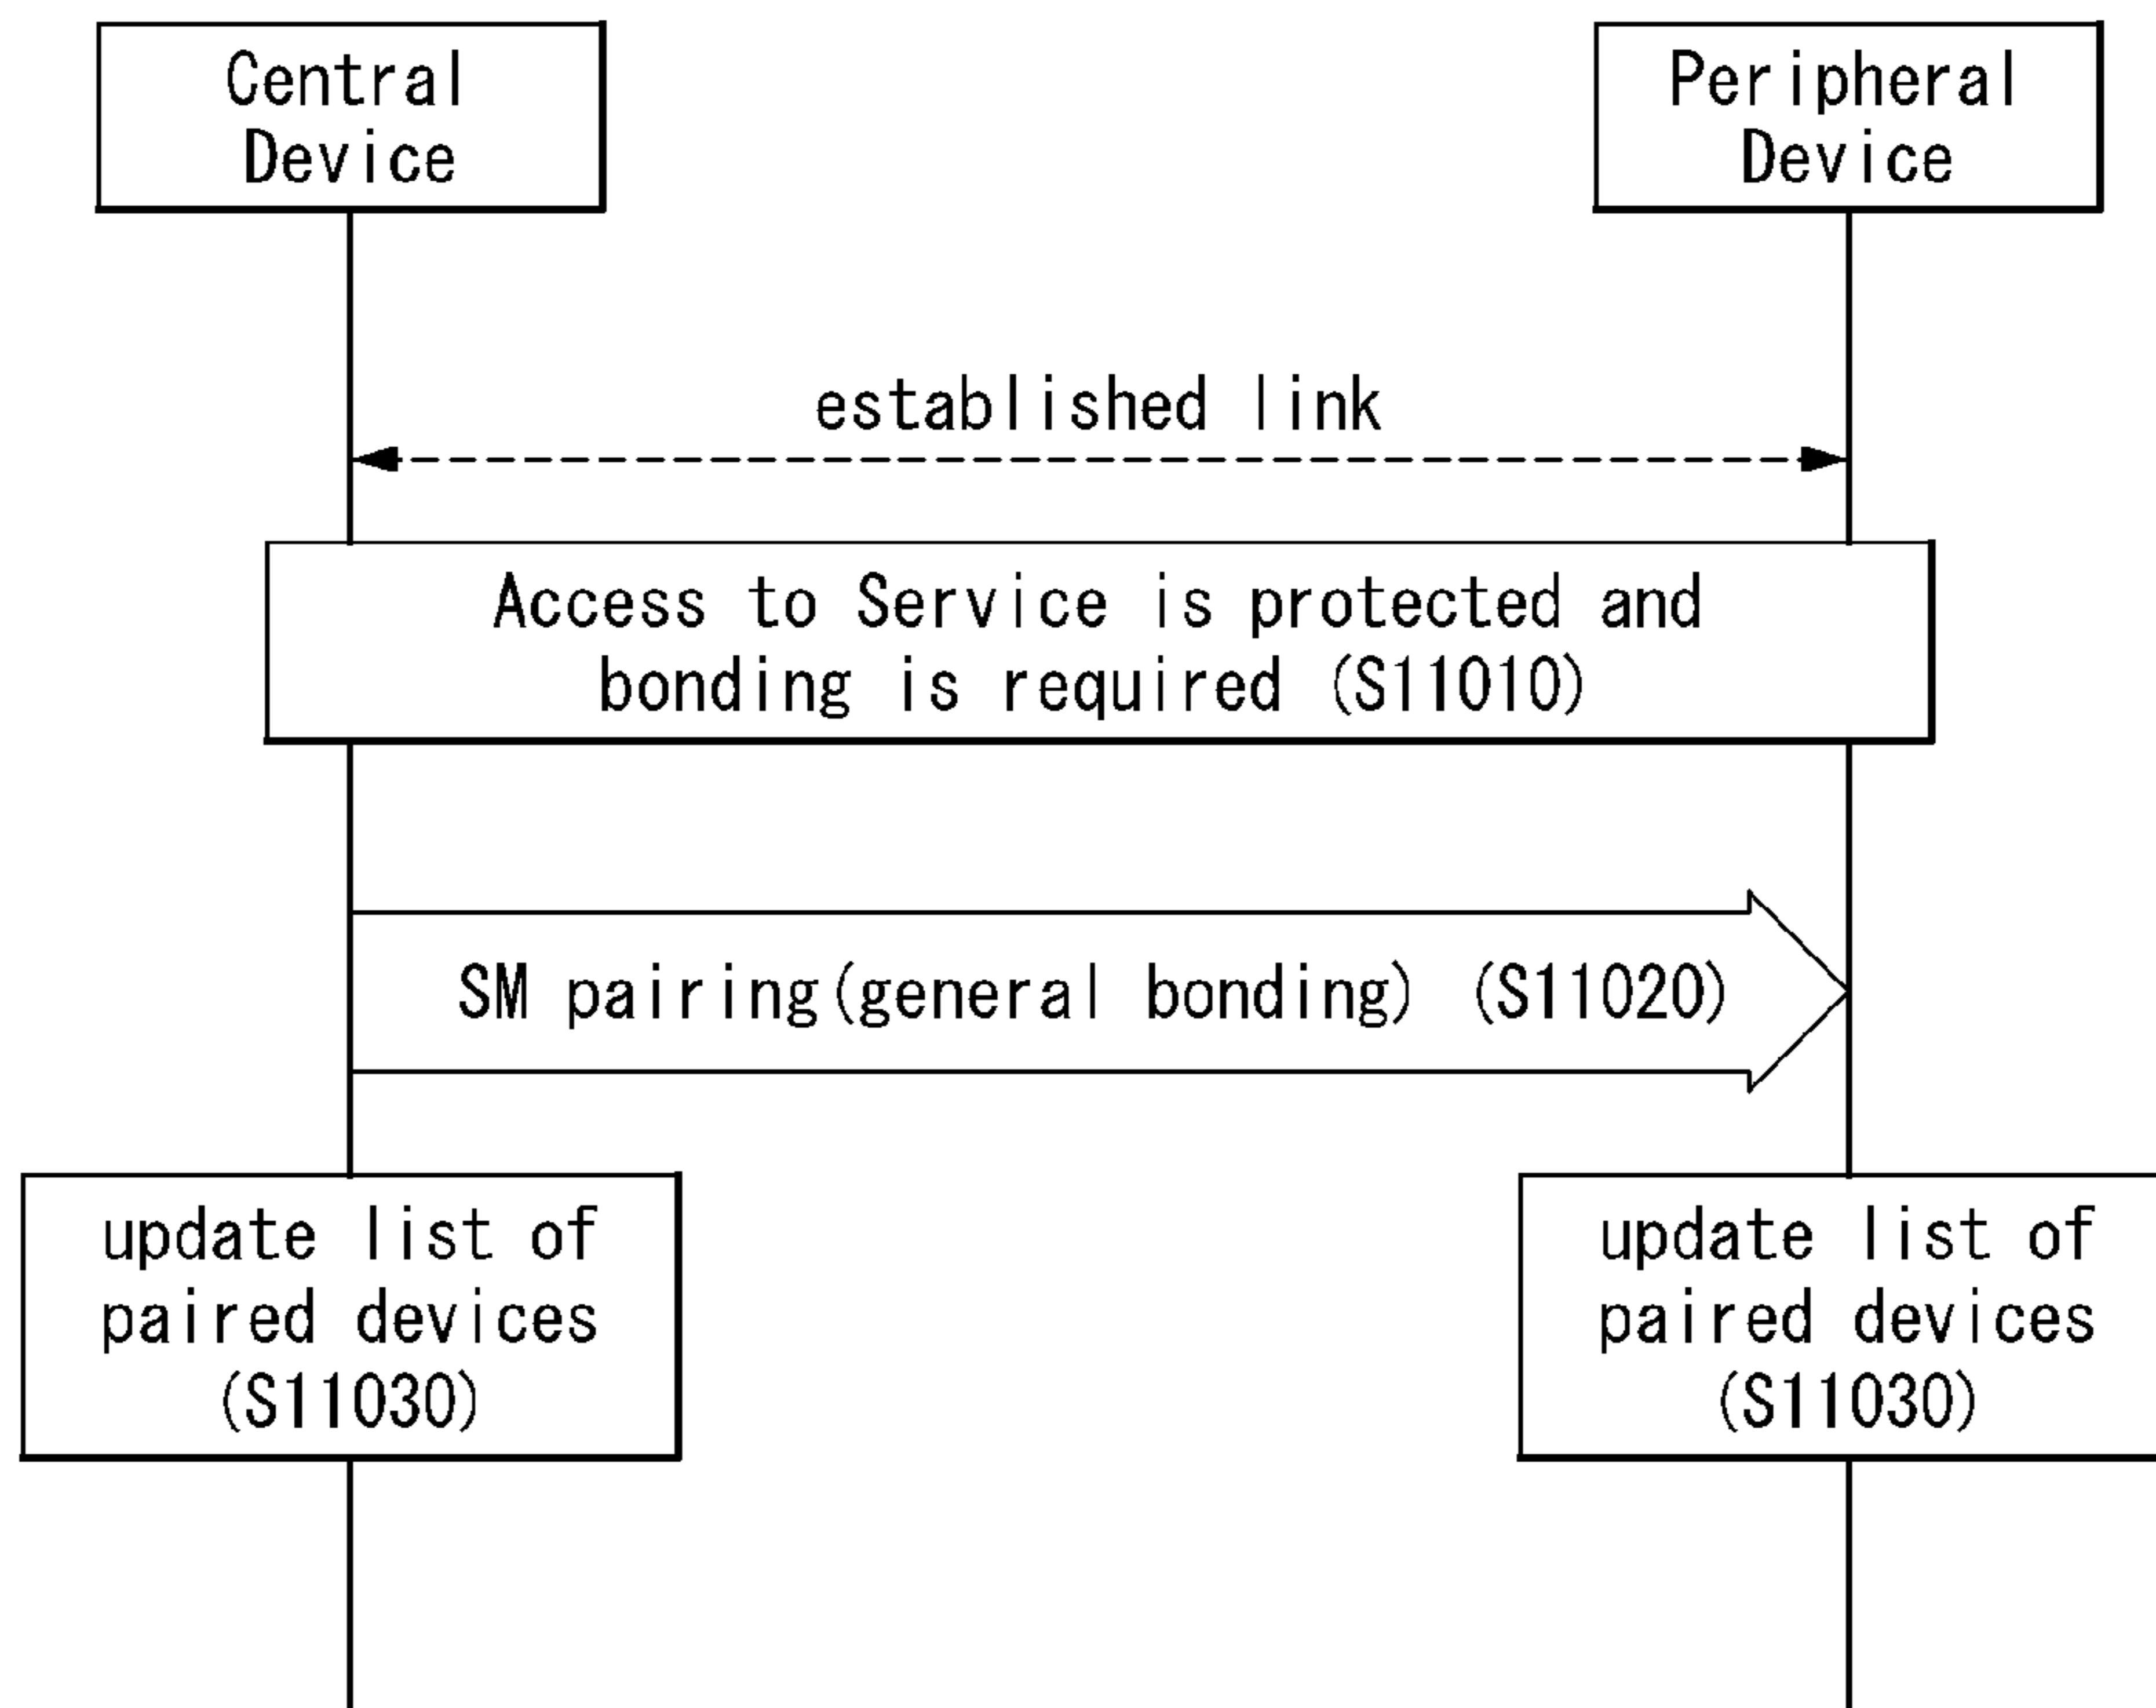 Central
Device
Peripheral
Device
established link
Access to Service is protected and
bonding is required (S11010)
SM pairing(general bonding) (S11020)
update list of
paired devices
(S11030)
update list of
paired devices
(S11030)